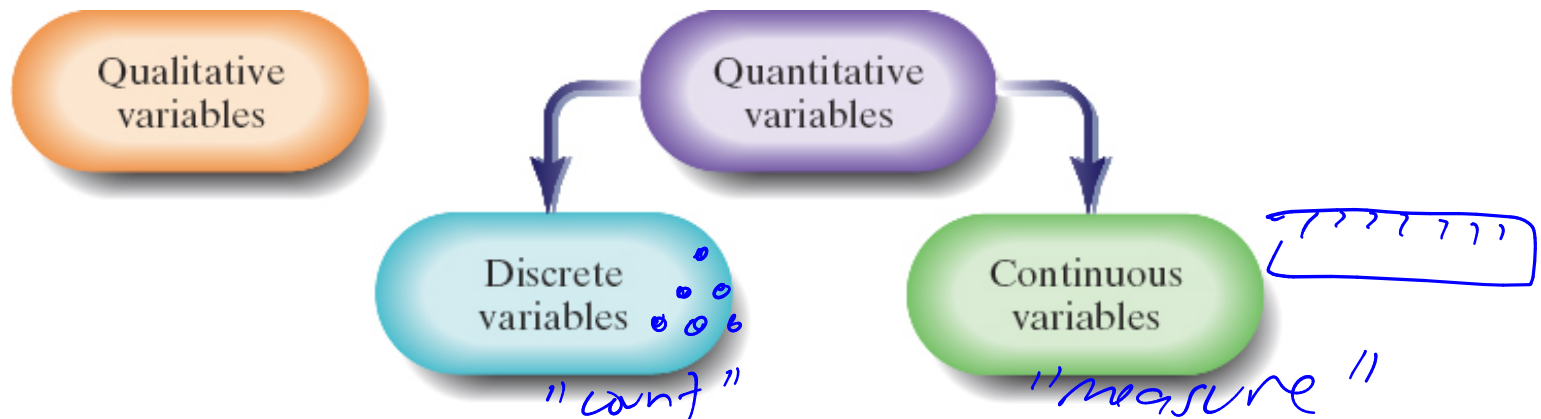 Qualitative
variables
Quantitative
variables
Discrete
variables
Continuous
variables
"count"
"measure"